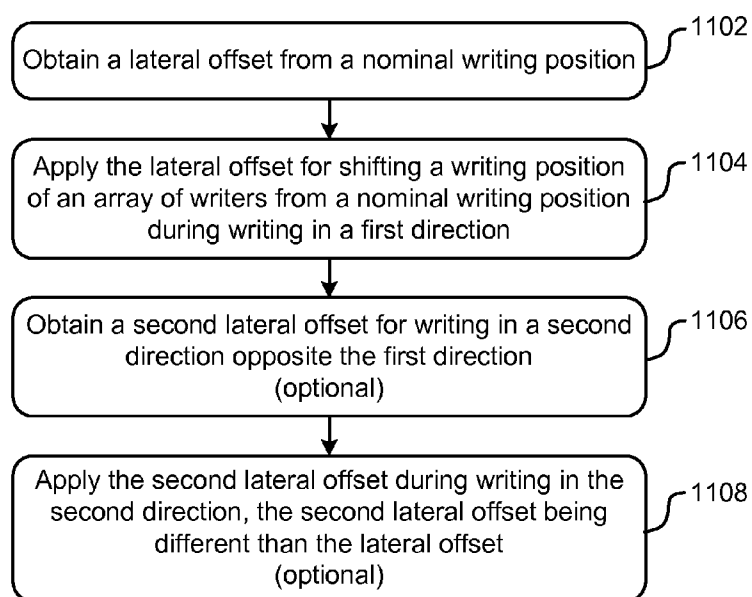 Obtain a lateral offset from a nominal writing position
1102
Apply the lateral offset for shifting a writing position
of an array of writers from a nominal writing position
during writing in a first direction
1104
Obtain a second lateral offset for writing in a second
direction opposite the first direction
(optional)
1106
Apply the second lateral offset during writing in the
second direction, the second lateral offset being
different than the lateral offset
(optional)
1108